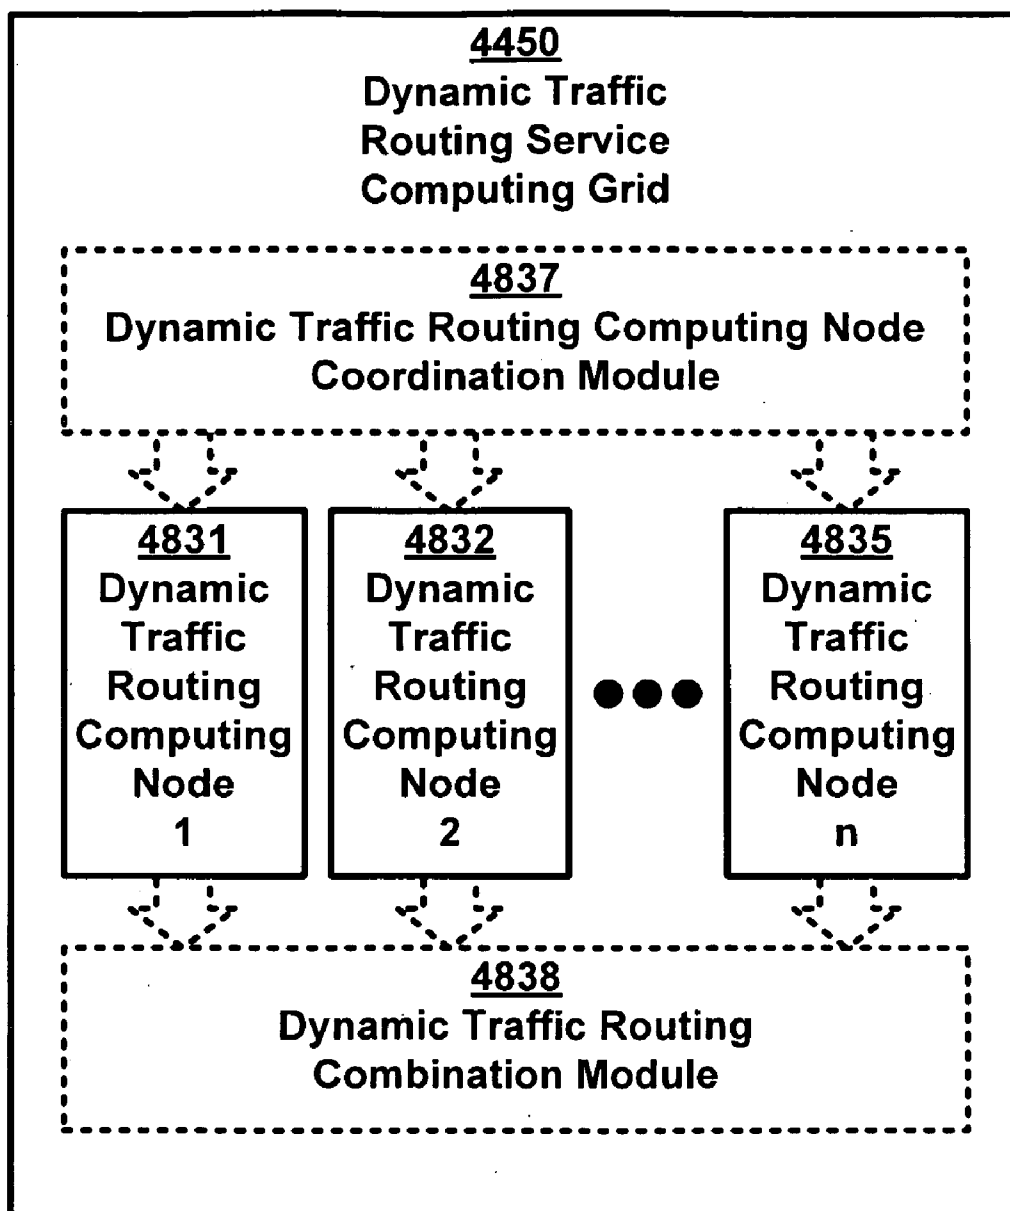 4450
Dynamic Traffic
Routing Service
Computing Grid
4837
Dynamic Traffic Routing Computing Node
Coordination Module
4831
Dynamic
Traffic
Routing
Computing
Node
1
4832
Dynamic
Traffic
Routing
Computing
Node
2
4835
Dynamic
Traffic
Routing
Computing
Node
n
4838
Dynamic Traffic Routing
Combination Module